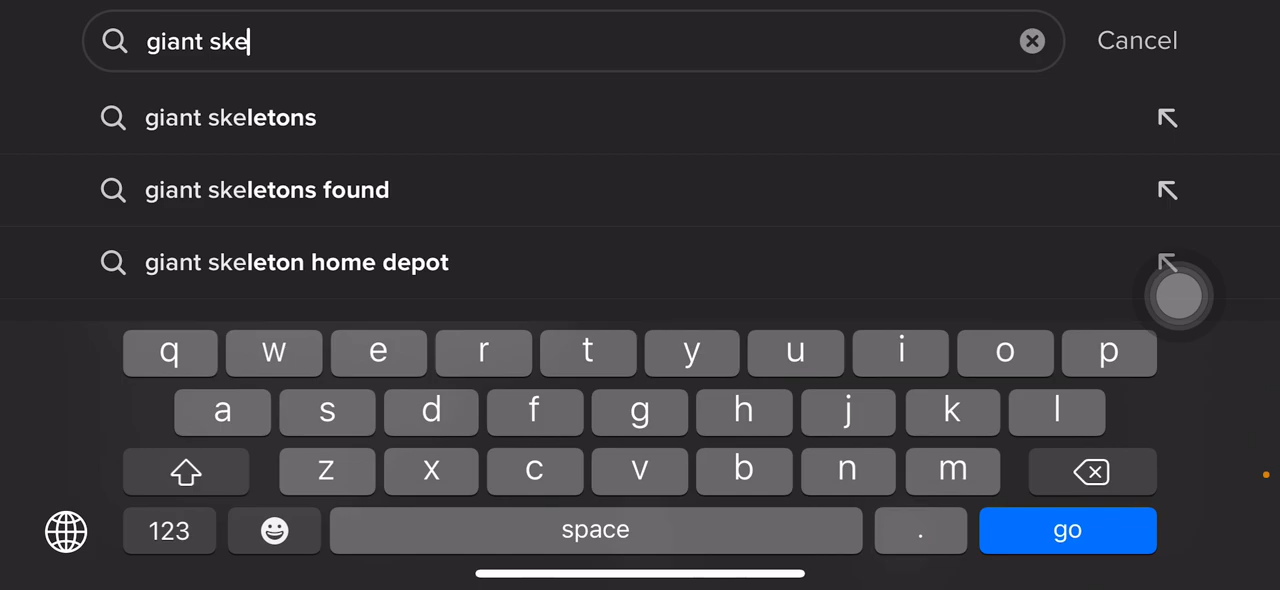 giant ske Cancel
giant skeletons
giant skeletons found
giant skeleton home depot
q w e r t y u i o p
a s d f g h j k l
z x c v b n m
123 space . go